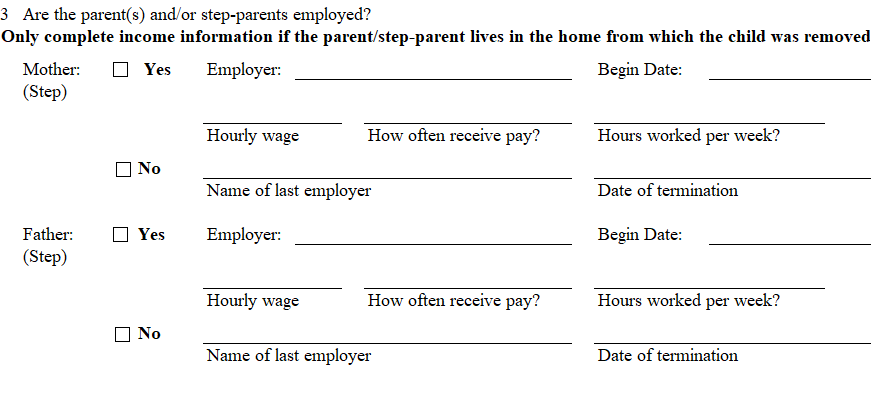 3 Are the parent(s) and/or step-parents employed?
Only complete income information if the parent/step-parent lives in the home from which the child was removed
Mother: Yes Employer: Begin Date:
(Step)
Hourly wage How often receive pay? Hours worked per week?
No
Name of last employer Date of termination
Father: Yes Employer: Begin Date:
(Step)
Hourly wage How often receive pay? Hours worked per week?
No
Name of last employer Date of termination